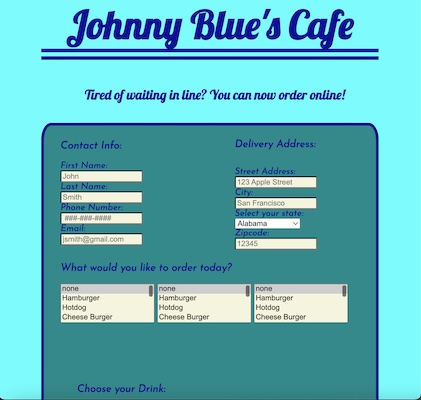 Johnny Blue's Cafe
Tired of waiting in line? You can now order online!
Contact Info:
First Name:
John
Last Name:
Smith
Phone Number:
###-###-####
Email:
jsmith@gmail.com
Delivery Address:
Street Address:
123 Apple Street
City:
San Francisco
Select your state:
Alabama
Zipcode:
12345
What would you like to order today?
none
Hamburger
Hotdog
Cheese Burger
none
Hamburger
Hotdog
Cheese Burger
none
Hamburger
Hotdog
Cheese Burger
Choose your Drink: